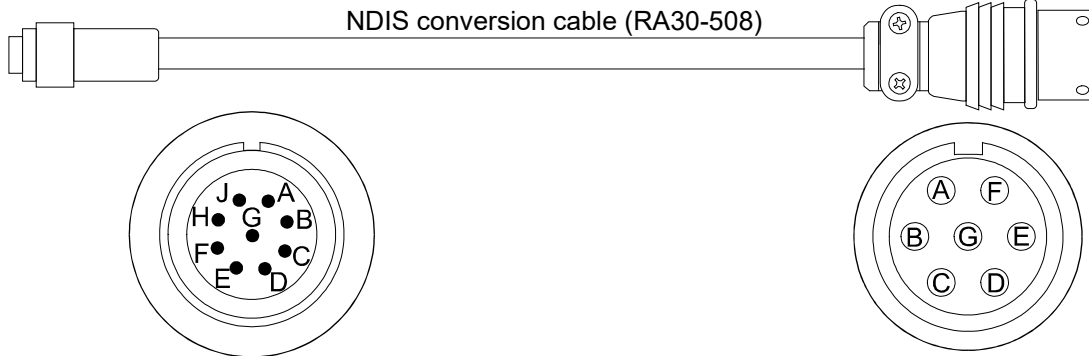 NDIS conversion cable (RA30-508)
J A
H G B
F C
E D
A F
B G E
C D